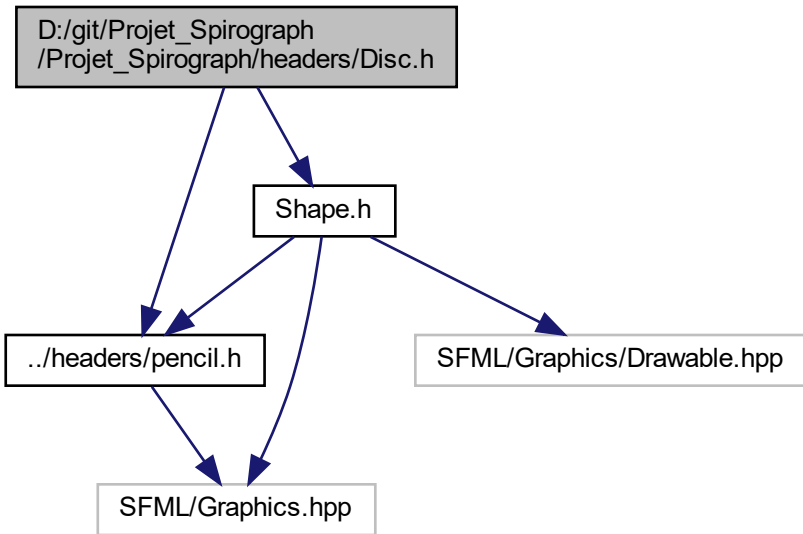 D:/git/Projet_Spirograph
/Projet_Spirograph/headers/Disc.h
Shape.h
../headers/pencil.h
SFML/Graphics/Drawable.hpp
SFML/Graphics.hpp